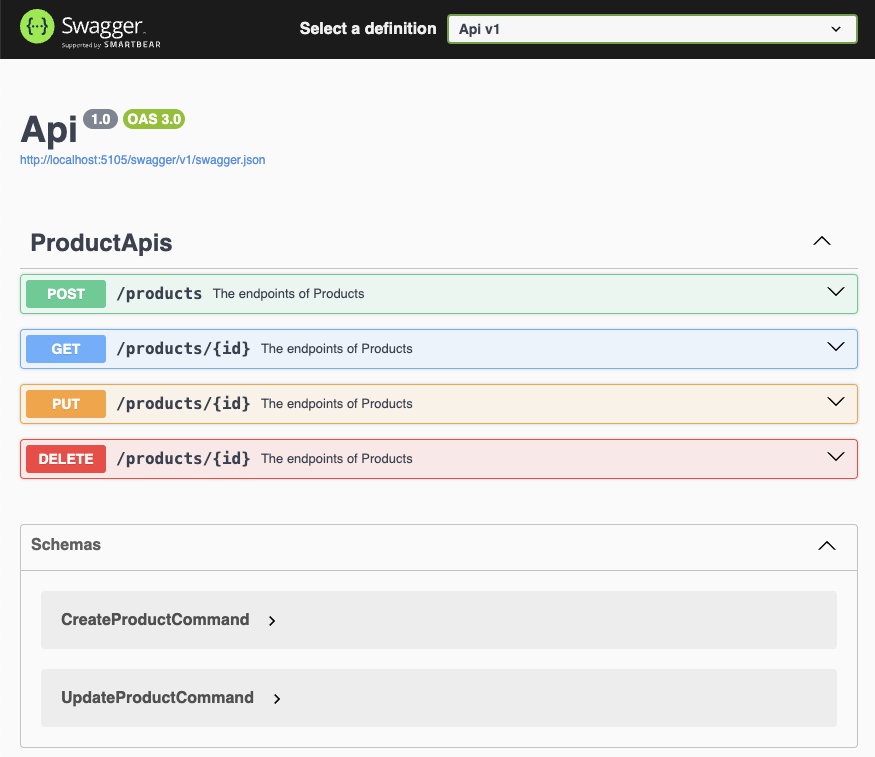 {···} Swagger.
Supported by SMARTBEAR
Select a definition
Api v1
Api 1.0 OAS 3.0
http://localhost:5105/swagger/v1/swagger.json
ProductApis
POST /products The endpoints of Products
GET /products/{id} The endpoints of Products
PUT /products/{id} The endpoints of Products
DELETE /products/{id} The endpoints of Products
Schemas
CreateProductCommand
UpdateProductCommand